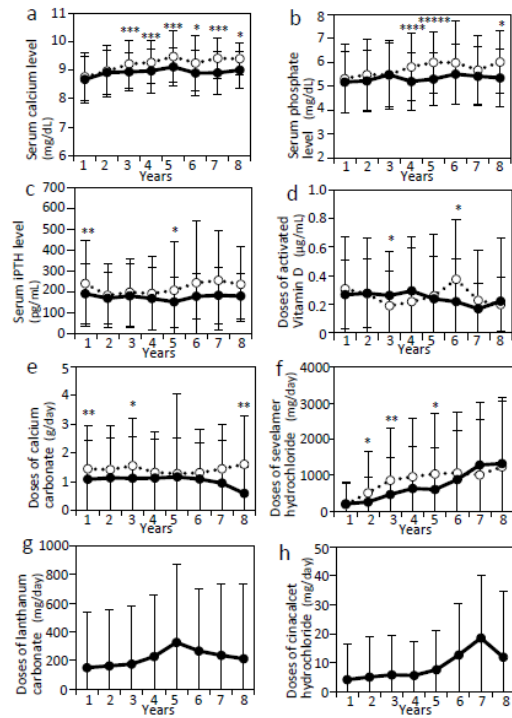 a
Serum calcium level
(mg/dL)
11
10
9
8
7
6
*** *** *** * *** *
1 2 3 4 5 6 7 8
Years
b
Serum phosphate
level
(mg/dL)
8
7
6
5
4
3
2
**** ***** *
1 2 3 4 5 6 7 8
Years
c
Serum iPTH level
(pg/mL)
700
600
500
400
300
200
100
0
** *
1 2 3 4 5 6 7 8
Years
d
Doses of activated
Vitamin D (μg/mL)
1.0
0.8
0.6
0.4
0.2
0.0
* *
1 2 3 4 5 6 7 8
Years
e
Doses of calcium
carbonate (g/day)
5
4
3
2
1
0
** * **
1 2 3 4 5 6 7 8
Years
f
Doses of sevelamer
hydrochloride (mg/day)
4000
3000
2000
1000
0
* ** *
1 2 3 4 5 6 7 8
Years
g
Doses of lanthanum
carbonate (mg/day)
1000
800
600
400
200
0
1 2 3 4 5 6 7 8
Years
h
Doses of cinacalcet
hydrochloride (mg/day)
50
40
30
20
10
0
1 2 3 4 5 6 7 8
Years